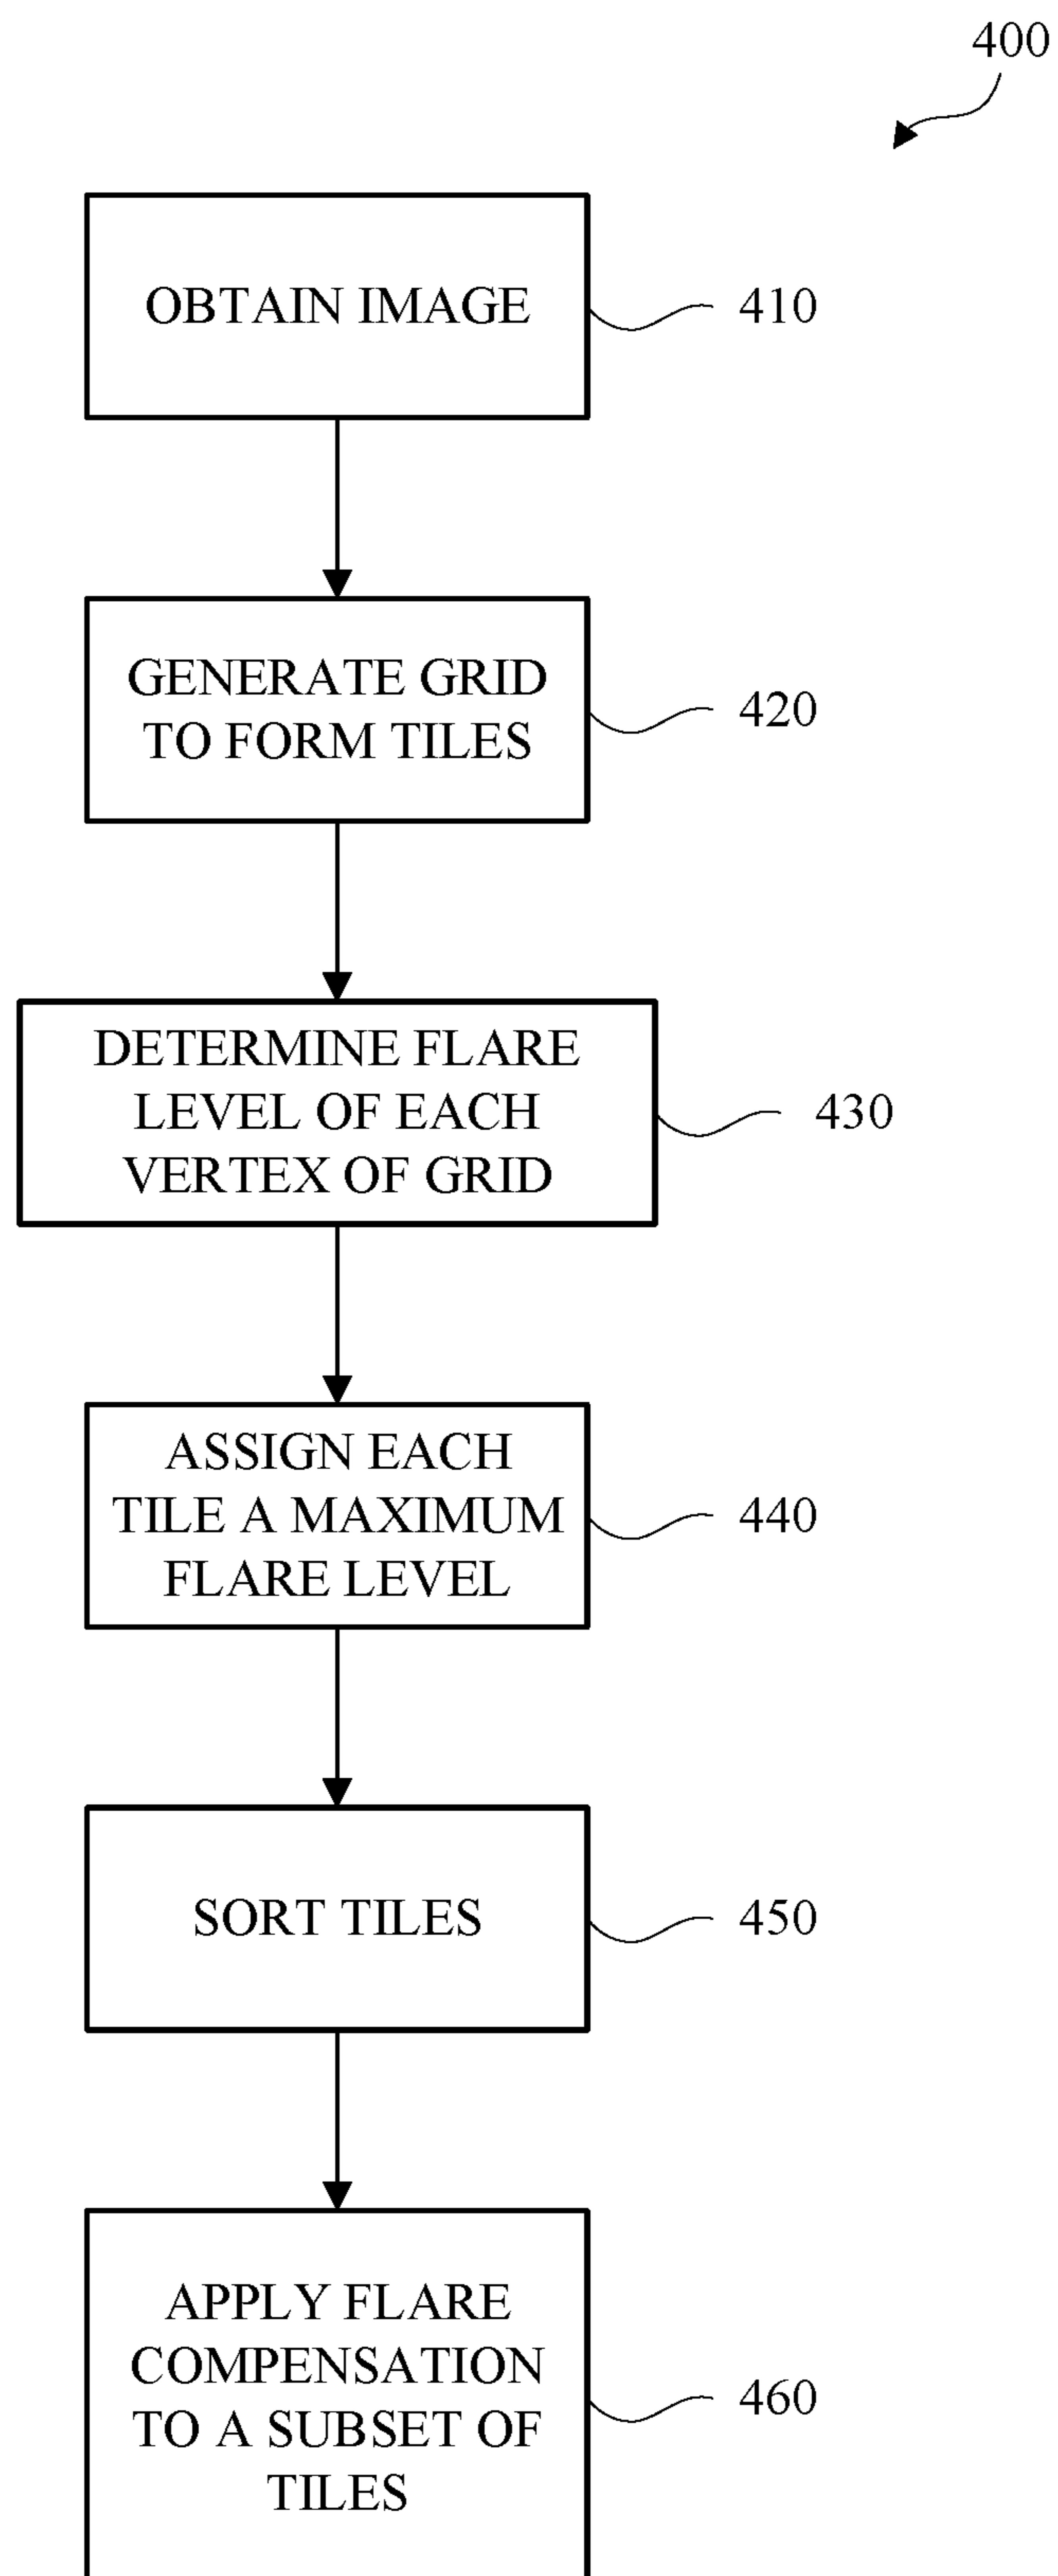 400
OBTAIN IMAGE
410
GENERATE GRID
TO FORM TILES
420
DETERMINE FLARE
LEVEL OF EACH
VERTEX OF GRID
430
ASSIGN EACH
TILE A MAXIMUM
FLARE LEVEL
440
SORT TILES
450
APPLY FLARE
COMPENSATION
TO A SUBSET OF
TILES
460